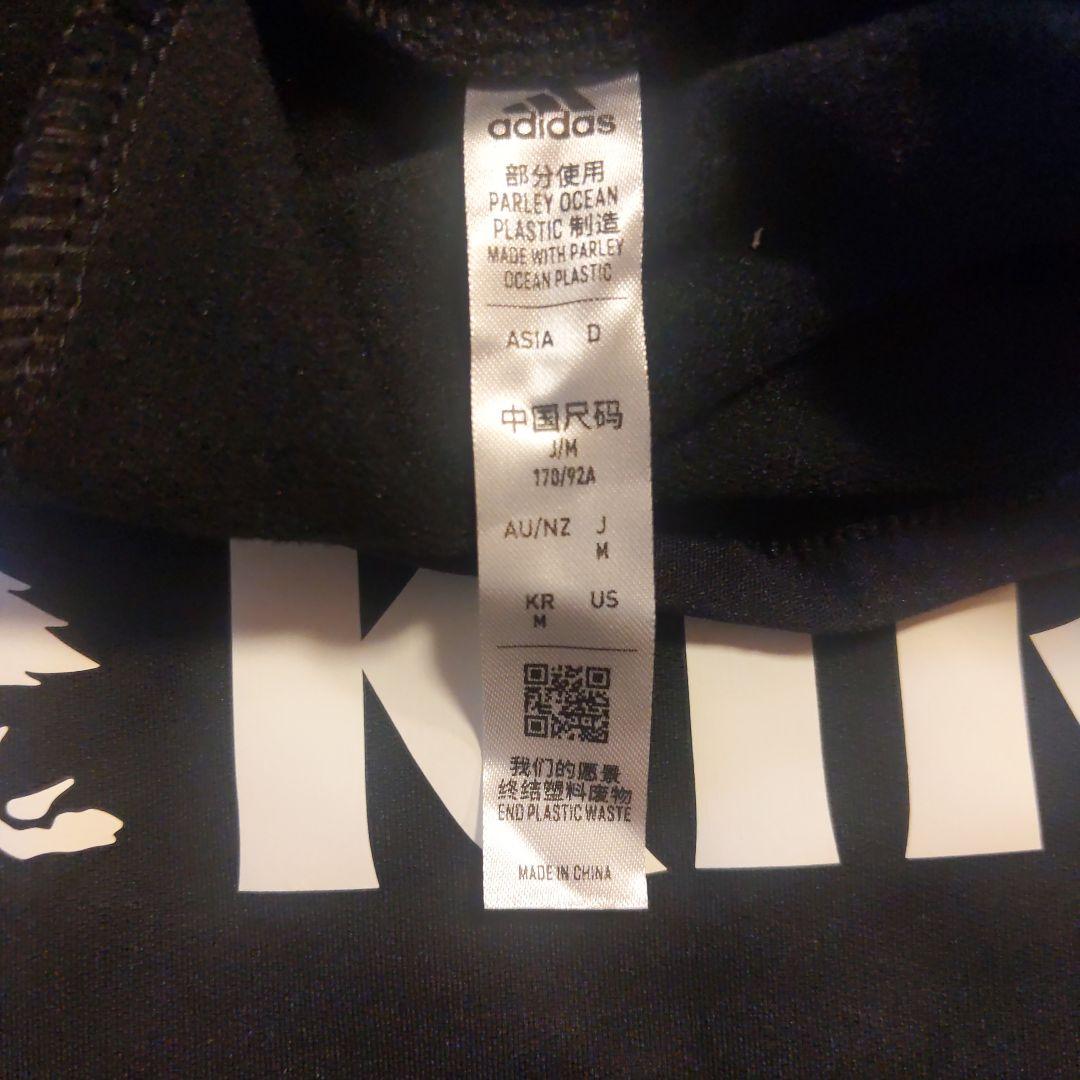 adidas
部分使用
PARLEY OCEAN
PLASTIC 制造
MADE WITH PARLEY
OCEAN PLASTIC
ASIA D
中国尺码
J/M
170/92A
AU/NZ J
M
KR US
M
我们的愿景
终结塑料废物
END PLASTIC WASTE
MADE IN CHINA